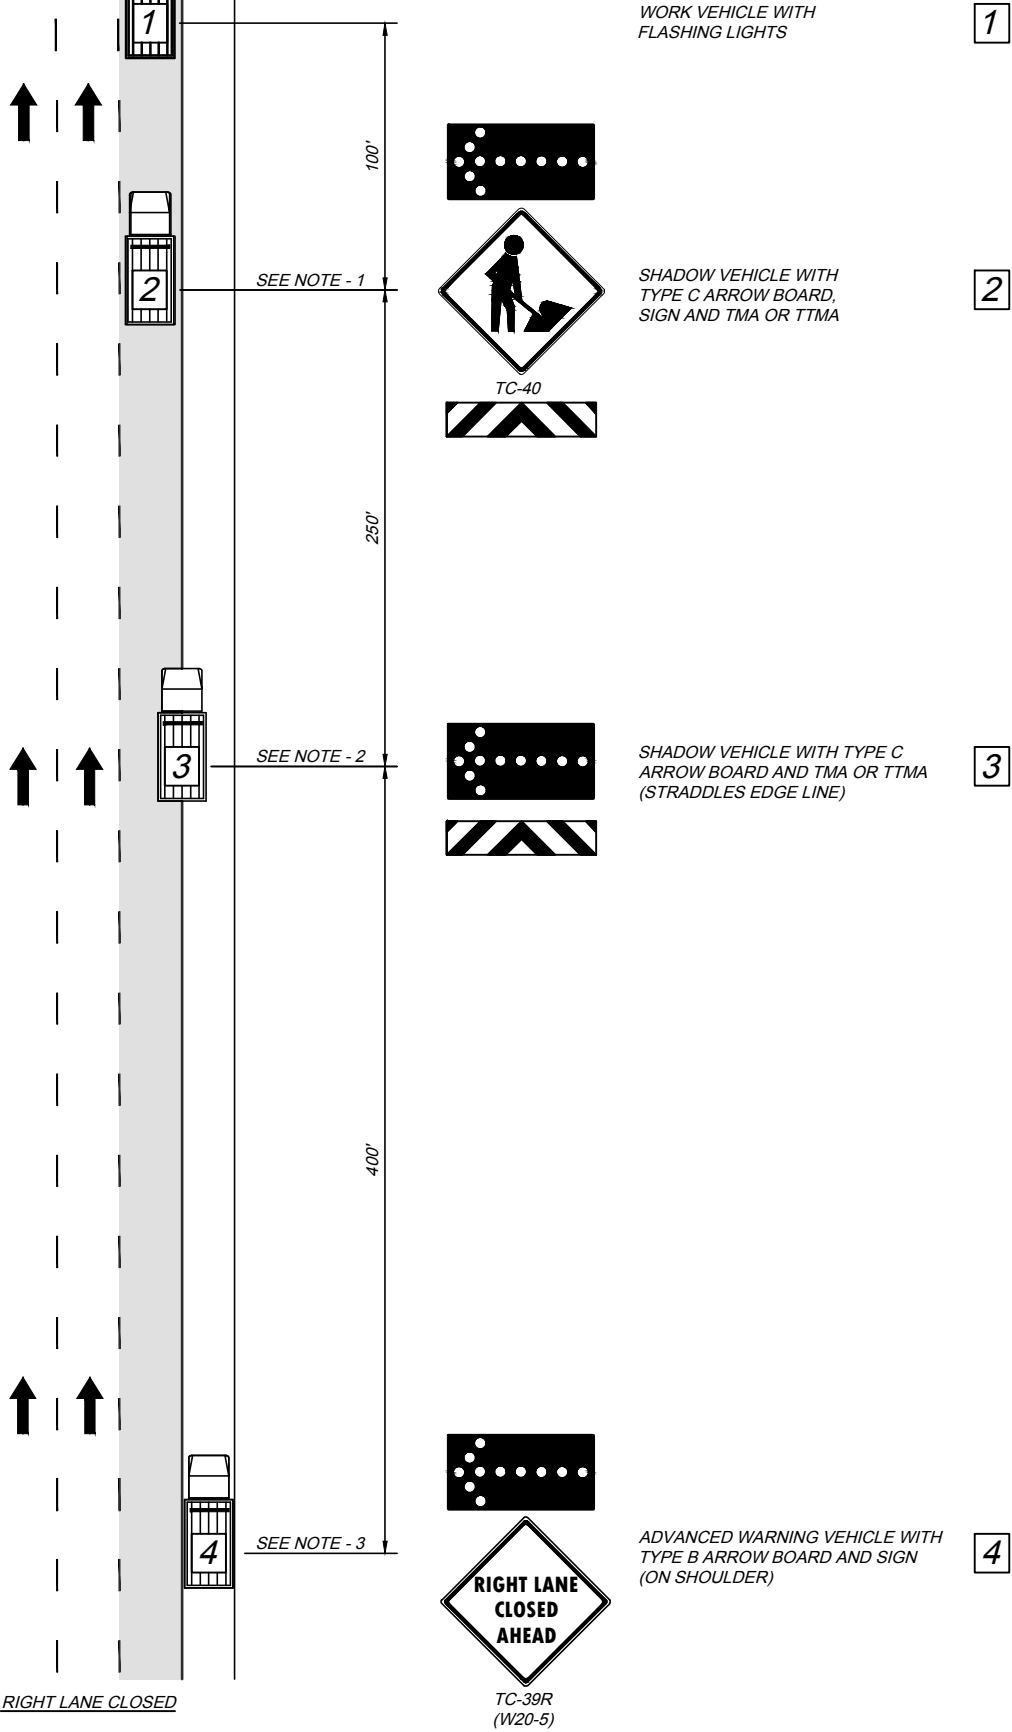 1
WORK VEHICLE WITH
FLASHING LIGHTS
1
100'
2
SEE NOTE - 1
TC-40
SHADOW VEHICLE WITH
TYPE C ARROW BOARD,
SIGN AND TMA OR TTMA
2
250'
3
SEE NOTE - 2
SHADOW VEHICLE WITH TYPE C
ARROW BOARD AND TMA OR TTMA
(STRADDLES EDGE LINE)
3
400'
4
SEE NOTE - 3
RIGHT LANE
CLOSED
AHEAD
ADVANCED WARNING VEHICLE WITH
TYPE B ARROW BOARD AND SIGN
(ON SHOULDER)
4
RIGHT LANE CLOSED
TC-39R
(W20-5)